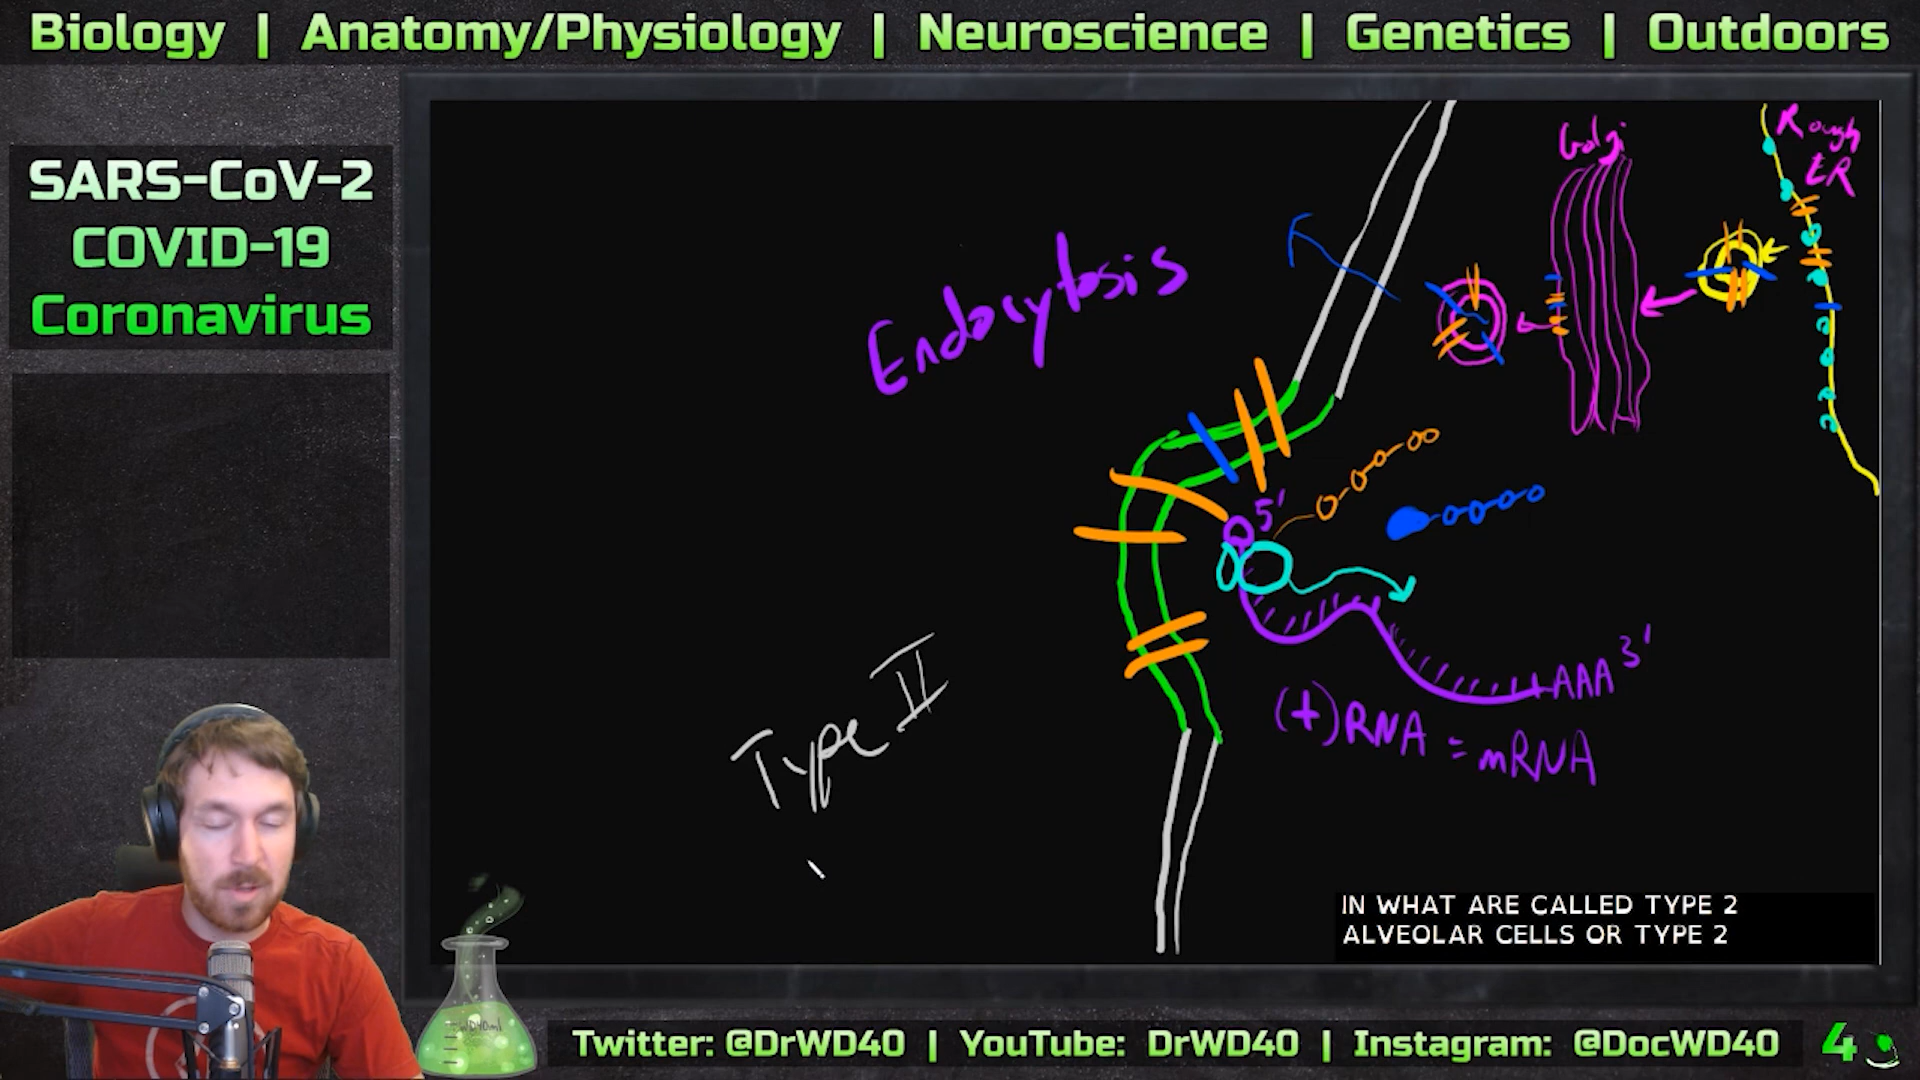 Biology | Anatomy/Physiology | Neuroscience | Genetics | Outdoors
SARS-CoV-2
COVID-19
Coronavirus
Golgi
Rough
ER
Endocytosis
5'
AAA 3'
(+)RNA = mRNA
Type II
IN WHAT ARE CALLED TYPE 2
ALVEOLAR CELLS OR TYPE 2
Twitter: @DrWD40 | YouTube: DrWD40 | Instagram: @DocWD40
4